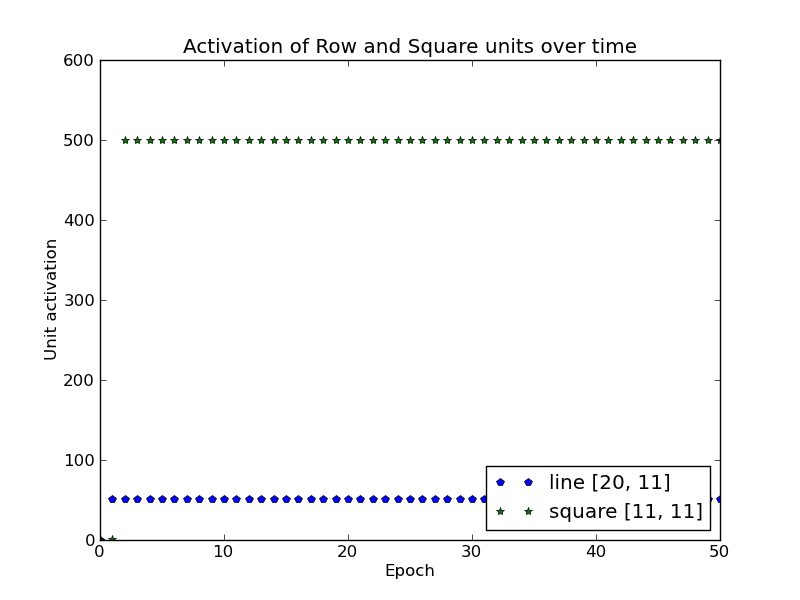 Activation of Row and Square units over time
600
500
400
300
200
100
0
Unit activation
line [20, 11]
square [11, 11]
0 10 20 30 40 50
Epoch